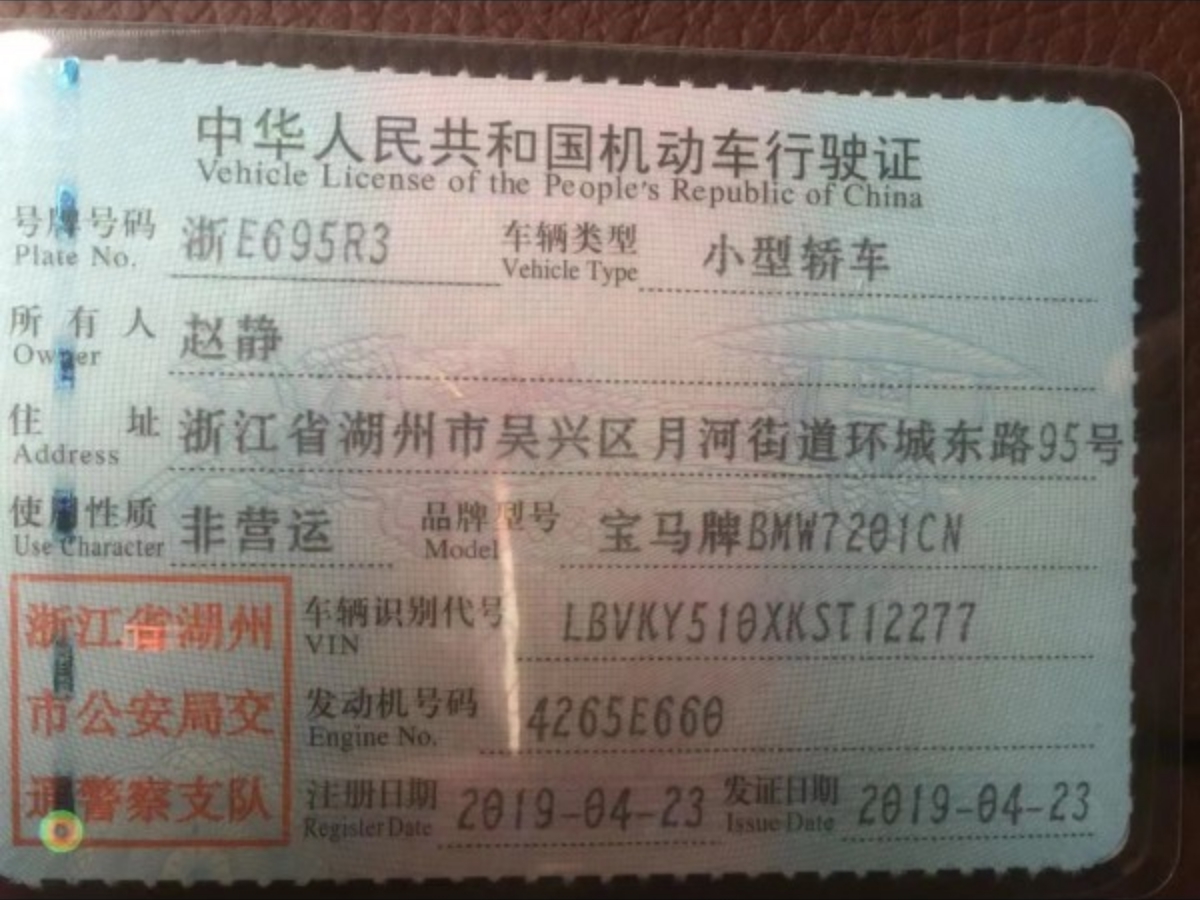 中华人民共和国机动车行驶证
Vehicle License of the People's Republic of China
号牌号码 浙E695R3 车辆类型 小型轿车
Plate No. Vehicle Type
所有人 赵静
Owner
住址 浙江省湖州市吴兴区月河街道环城东路95号
Address
使用性质 非营运 品牌型号 宝马牌BMW7201CN
Use Character Model
浙江省湖州
市公安局交
通警察支队
车辆识别代号 LBVKY510XKST12277
VIN
发动机号码 4265E660
Engine No.
注册日期 2019-04-23 发证日期 2019-04-23
Register Date Issue Date